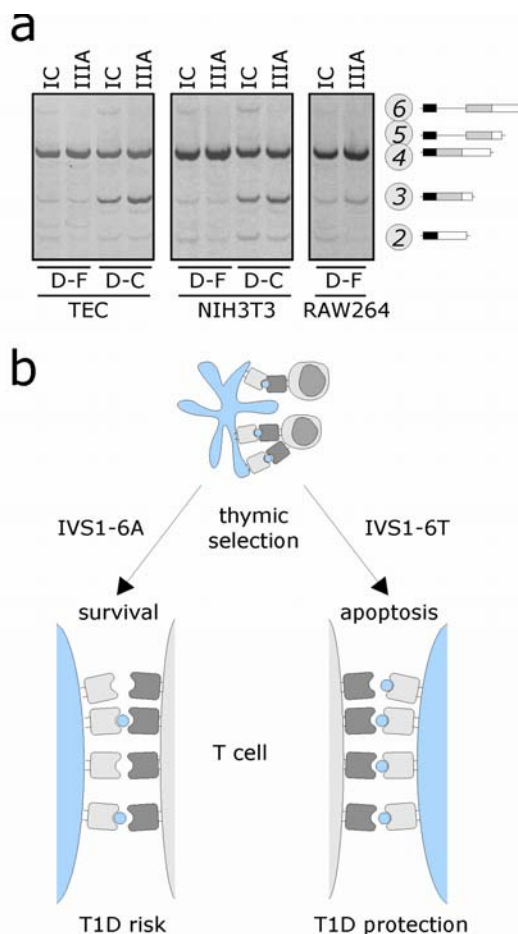 a
IC IIIA IC IIIA IC IIIA IC IIIA IC IIIA
6
5
4
3
2
D-F D-C D-F D-C D-F
TEC NIH3T3 RAW264
b
IVS1-6A thymic selection IVS1-6T
survival apoptosis
T cell
T1D risk T1D protection